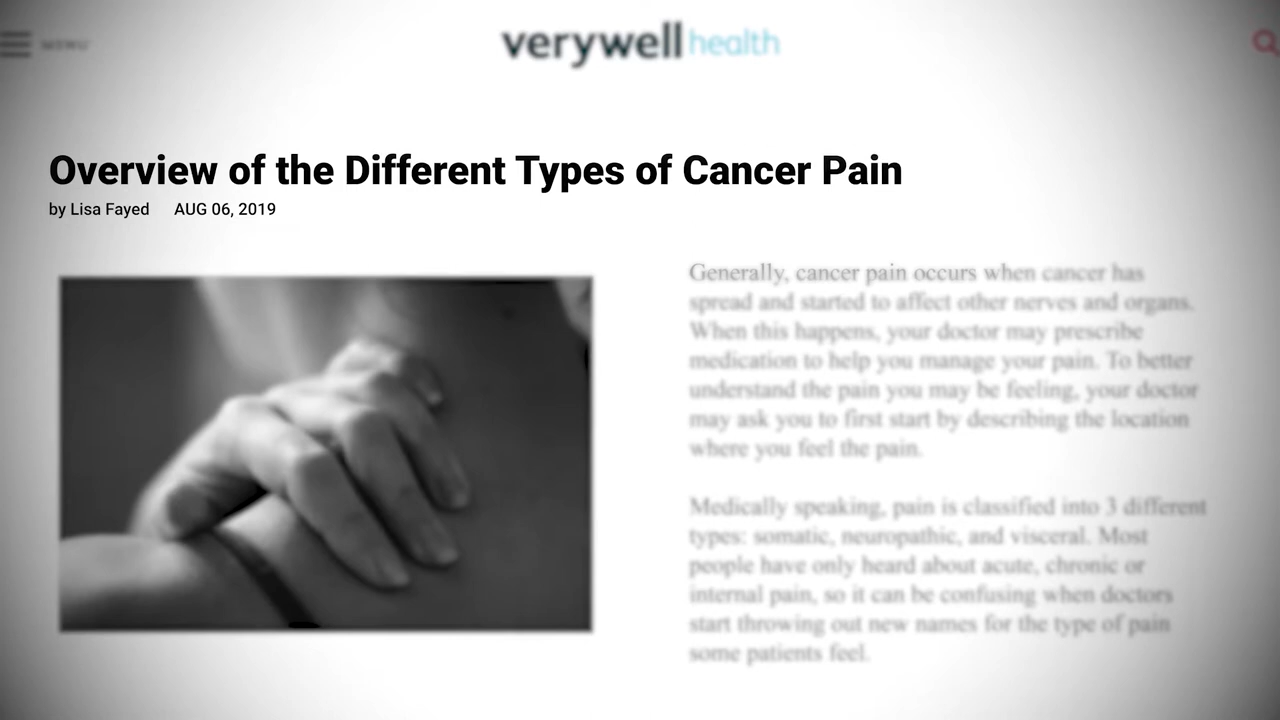 MENU
verywell health
Overview of the Different Types of Cancer Pain
by Lisa Fayed AUG 06, 2019
Generally, cancer pain occurs when cancer has
spread and started to affect other nerves and organs.
When this happens, your doctor may prescribe
medication to help you manage your pain. To better
understand the pain you may be feeling, your doctor
may ask you to first start by describing the location
where you feel the pain.
Medically speaking, pain is classified into 3 different
types: somatic, neuropathic, and visceral. Most
people have only heard about acute, chronic or
internal pain, so it can be confusing when doctors
start throwing out new names for the type of pain
some patients feel.